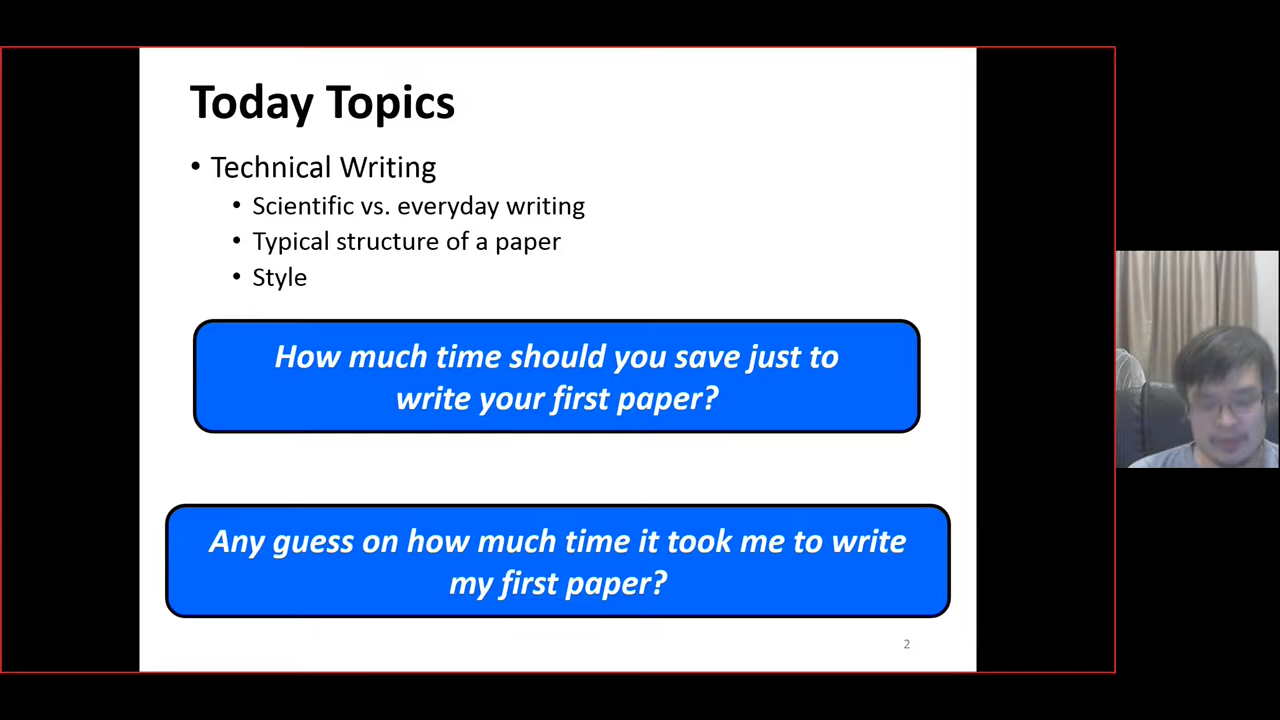 Today Topics
• Technical Writing
• Scientific vs. everyday writing
• Typical structure of a paper
• Style
How much time should you save just to
write your first paper?
Any guess on how much time it took me to write
my first paper?
2